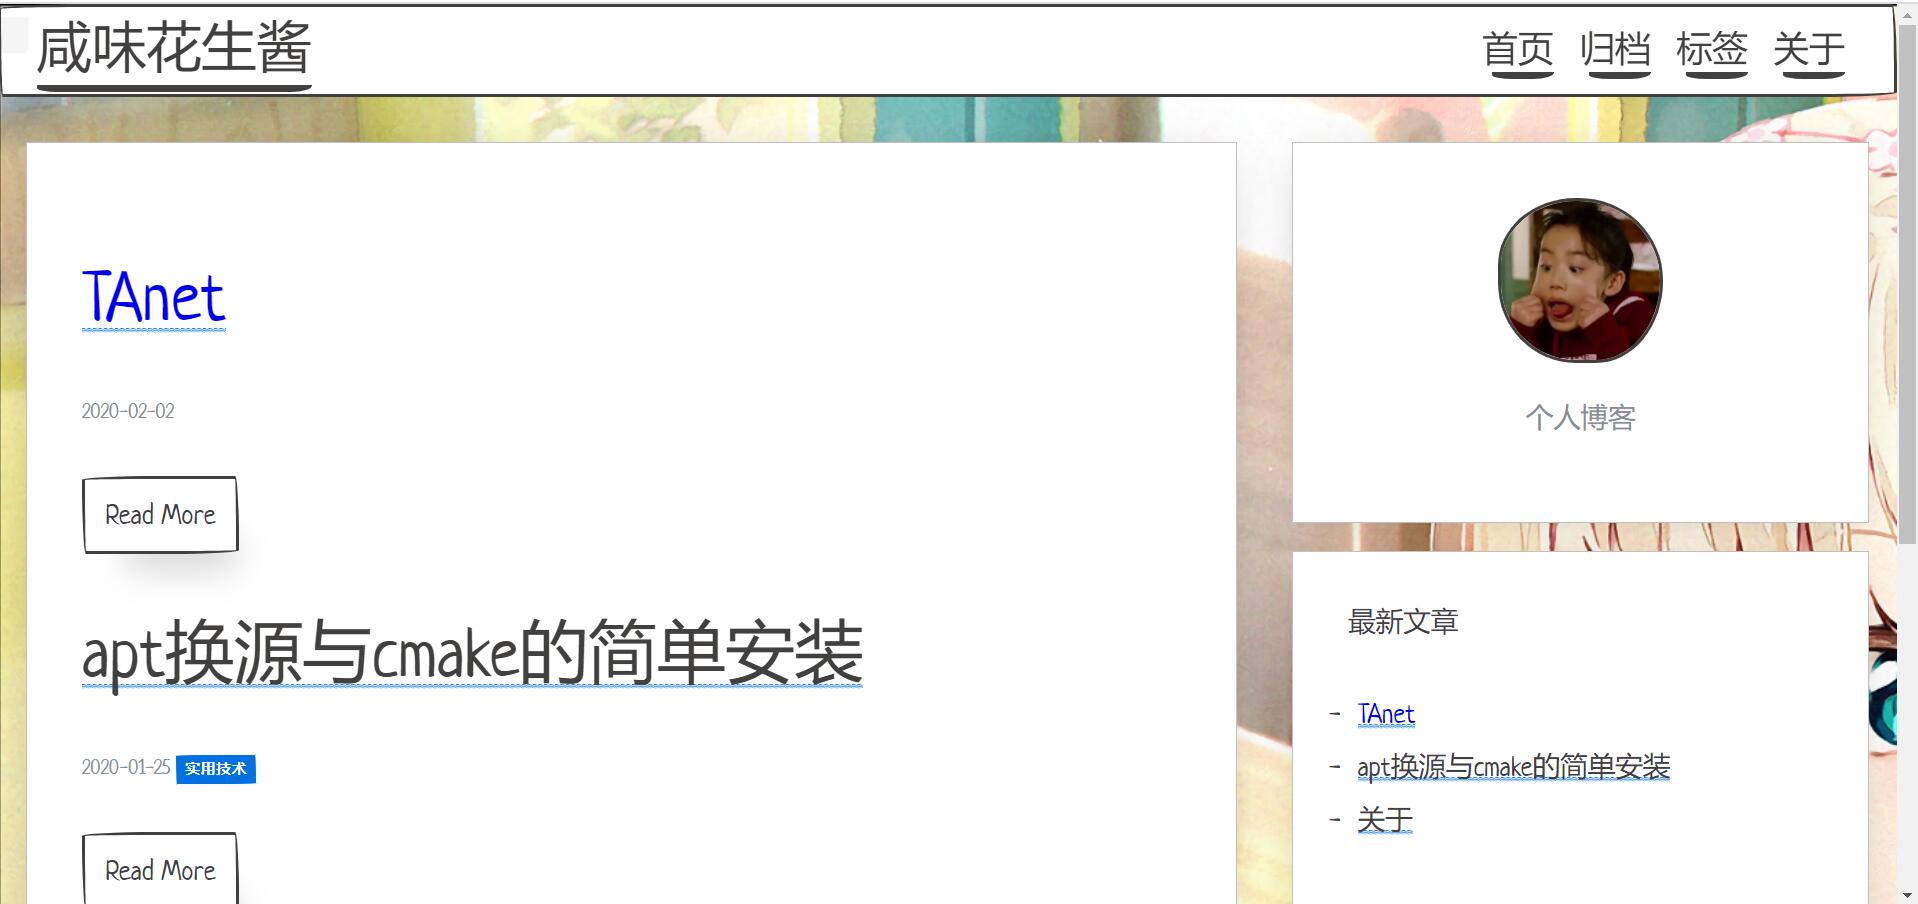 咸味花生酱
首页 归档 标签 关于
TAnet
2020-02-02
Read More
apt换源与cmake的简单安装
2020-01-25 实用技术
Read More
个人博客
最新文章
- TAnet
- apt换源与cmake的简单安装
- 关于